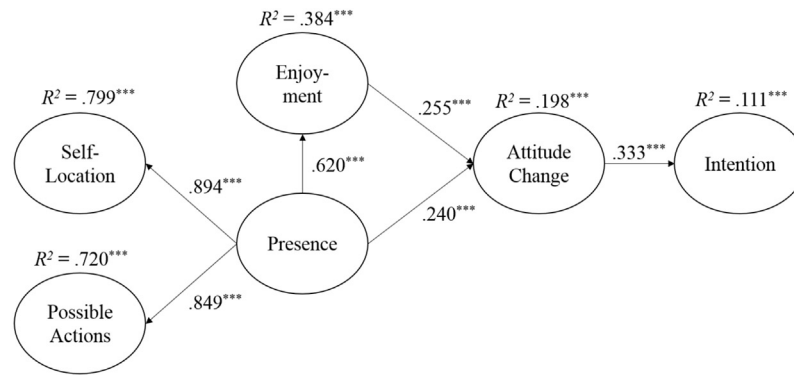 R² = .384***
Enjoy-
ment
R² = .799***
.255***
R² = .198***
R² = .111***
Self-
Location
Attitude
Change
.333***
Intention
.620***
.894***
.240***
Presence
R² = .720***
.849***
Possible
Actions